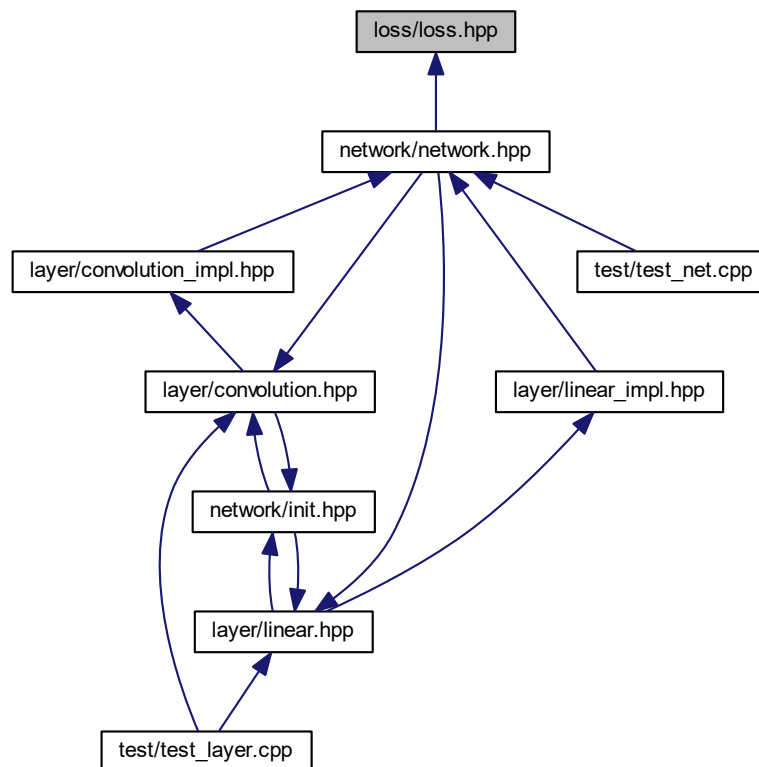 loss/loss.hpp
network/network.hpp
layer/convolution_impl.hpp
test/test_net.cpp
layer/convolution.hpp
layer/linear_impl.hpp
network/init.hpp
layer/linear.hpp
test/test_layer.cpp